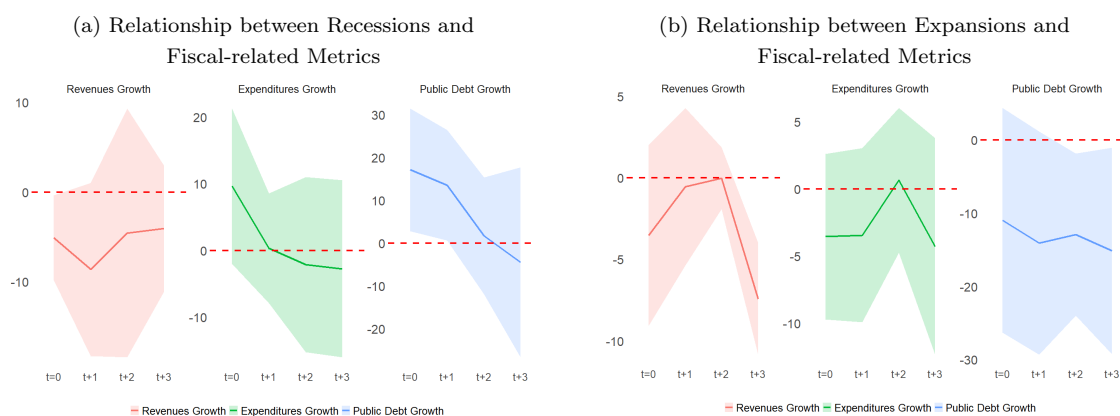 (a) Relationship between Recessions and
Fiscal-related Metrics
Revenues Growth
Expenditures Growth
Public Debt Growth
10
0
-10
20
10
0
-10
30
20
10
0
-10
-20
t=0 t+1 t+2 t+3
t=0 t+1 t+2 t+3
t=0 t+1 t+2 t+3
Revenues Growth Expenditures Growth Public Debt Growth
(b) Relationship between Expansions and
Fiscal-related Metrics
Revenues Growth
Expenditures Growth
Public Debt Growth
5
0
-5
-10
5
0
-5
-10
0
-10
-20
-30
t=0 t+1 t+2 t+3
t=0 t+1 t+2 t+3
t=0 t+1 t+2 t+3
Revenues Growth Expenditures Growth Public Debt Growth